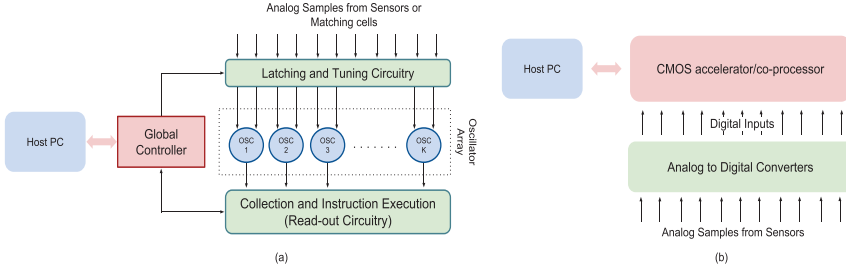 Analog Samples from Sensors or
Matching cells
Latching and Tuning Circuitry
Host PC
Global
Controller
OSC
1
OSC
2
OSC
3
. . . . . . .
OSC
K
Oscillator
Array
Collection and Instruction Execution
(Read-out Circuitry)
(a)
Host PC
CMOS accelerator/co-processor
Digital Inputs
Analog to Digital Converters
Analog Samples from Sensors
(b)